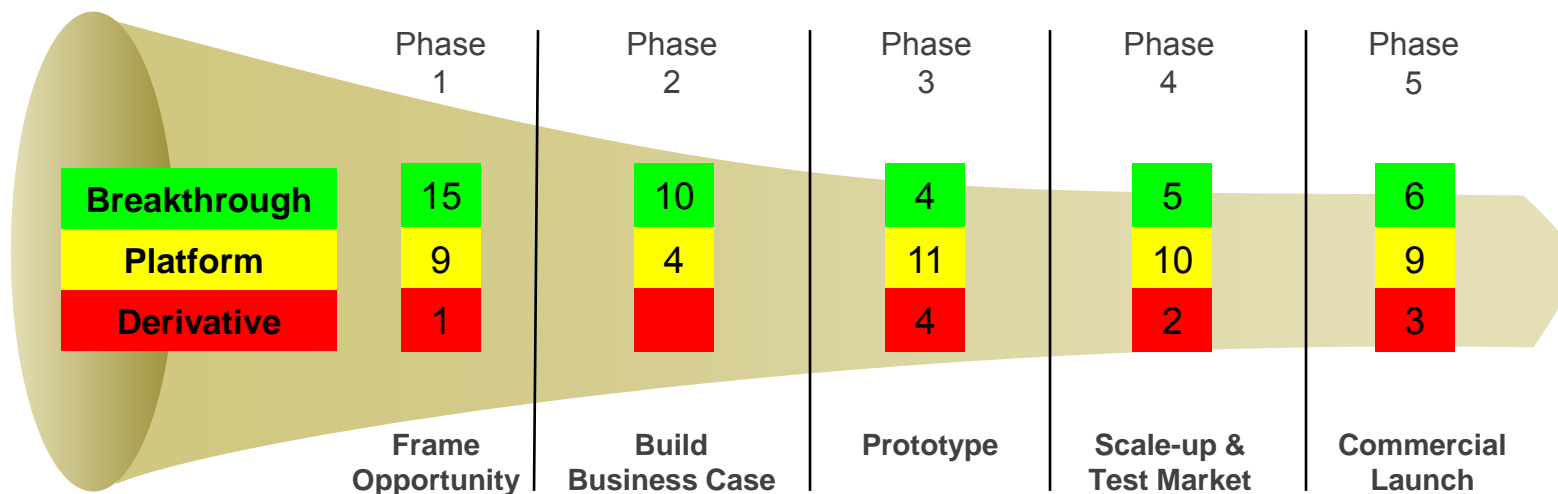 Phase Phase Phase Phase Phase
1 2 3 4 5
Breakthrough 15 10 4 5 6
Platform 9 4 11 10 9
Derivative 1 4 2 3
Frame Build Prototype Scale-up & Commercial
Opportunity Business Case Test Market Launch